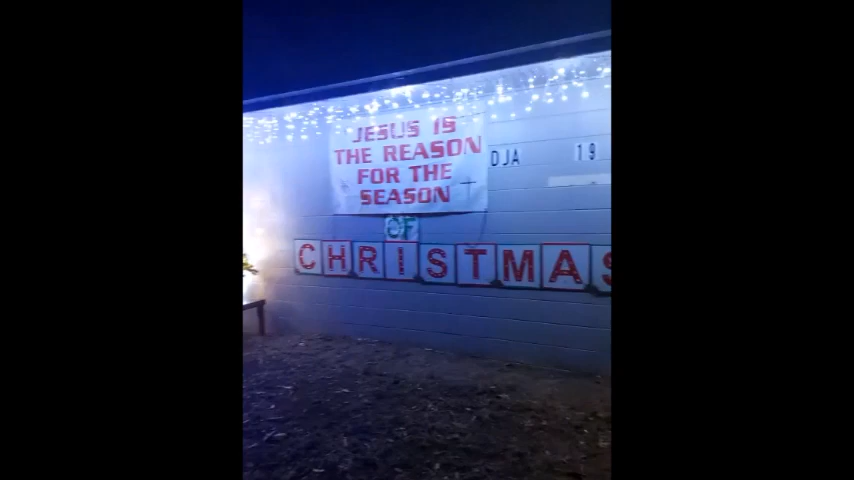 JESUS IS
THE REASON
FOR THE
SEASON
DJA 19
OF
CHRISTMAS